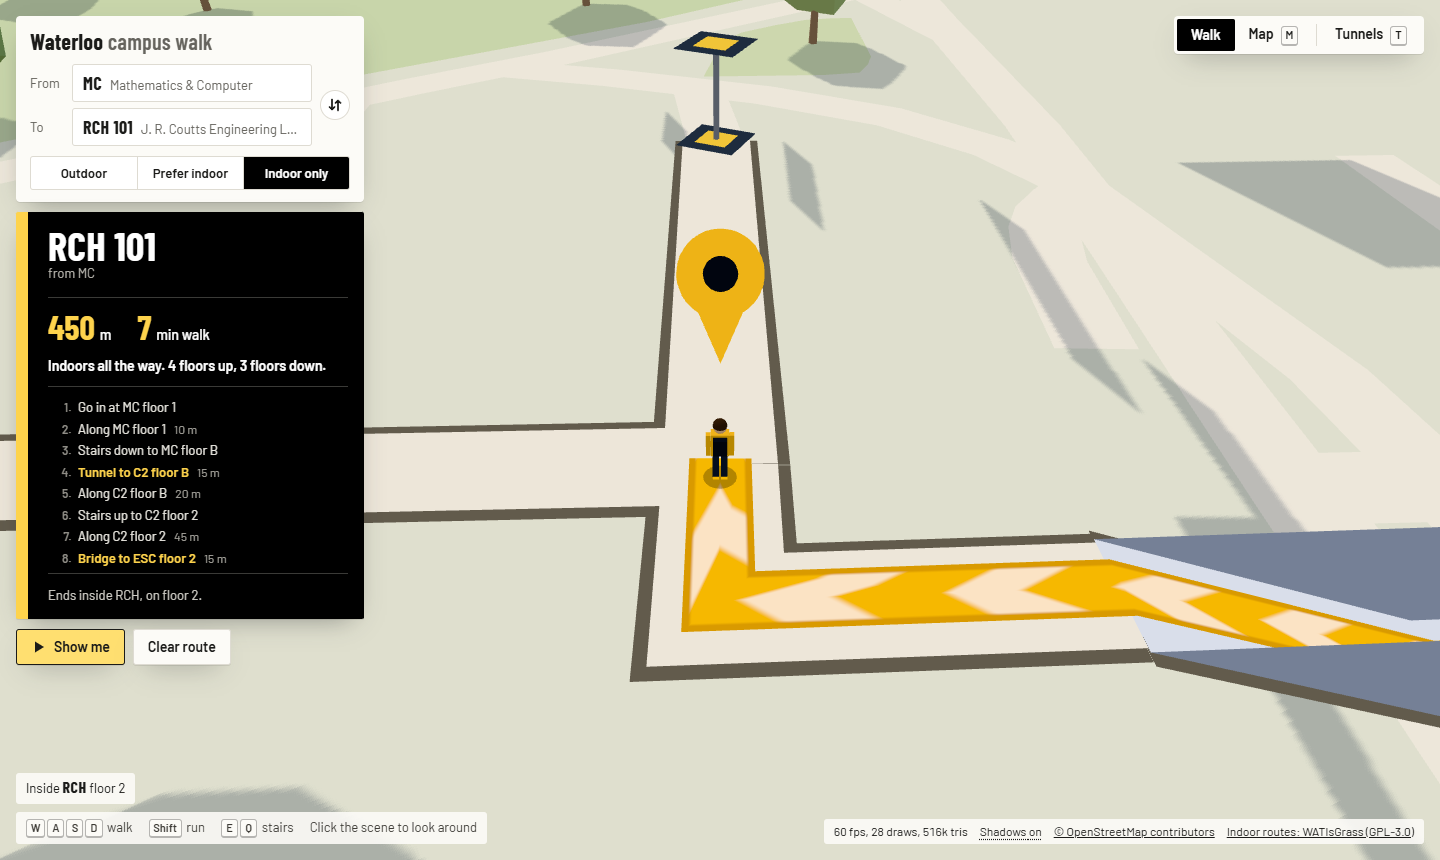 Waterloo campus walk
From MC Mathematics & Computer
To RCH 101 J. R. Coutts Engineering L...
Outdoor Prefer indoor Indoor only
RCH 101
from MC
450 m 7 min walk
Indoors all the way. 4 floors up, 3 floors down.
1. Go in at MC floor 1
2. Along MC floor 1 10 m
3. Stairs down to MC floor B
4. Tunnel to C2 floor B 15 m
5. Along C2 floor B 20 m
6. Stairs up to C2 floor 2
7. Along C2 floor 2 45 m
8. Bridge to ESC floor 2 15 m
Ends inside RCH, on floor 2.
Show me Clear route
Inside RCH floor 2
W A S D walk Shift run E Q stairs Click the scene to look around
Walk Map M Tunnels T
60 fps, 28 draws, 516k tris Shadows on © OpenStreetMap contributors Indoor routes: WATIsGrass (GPL-3.0)